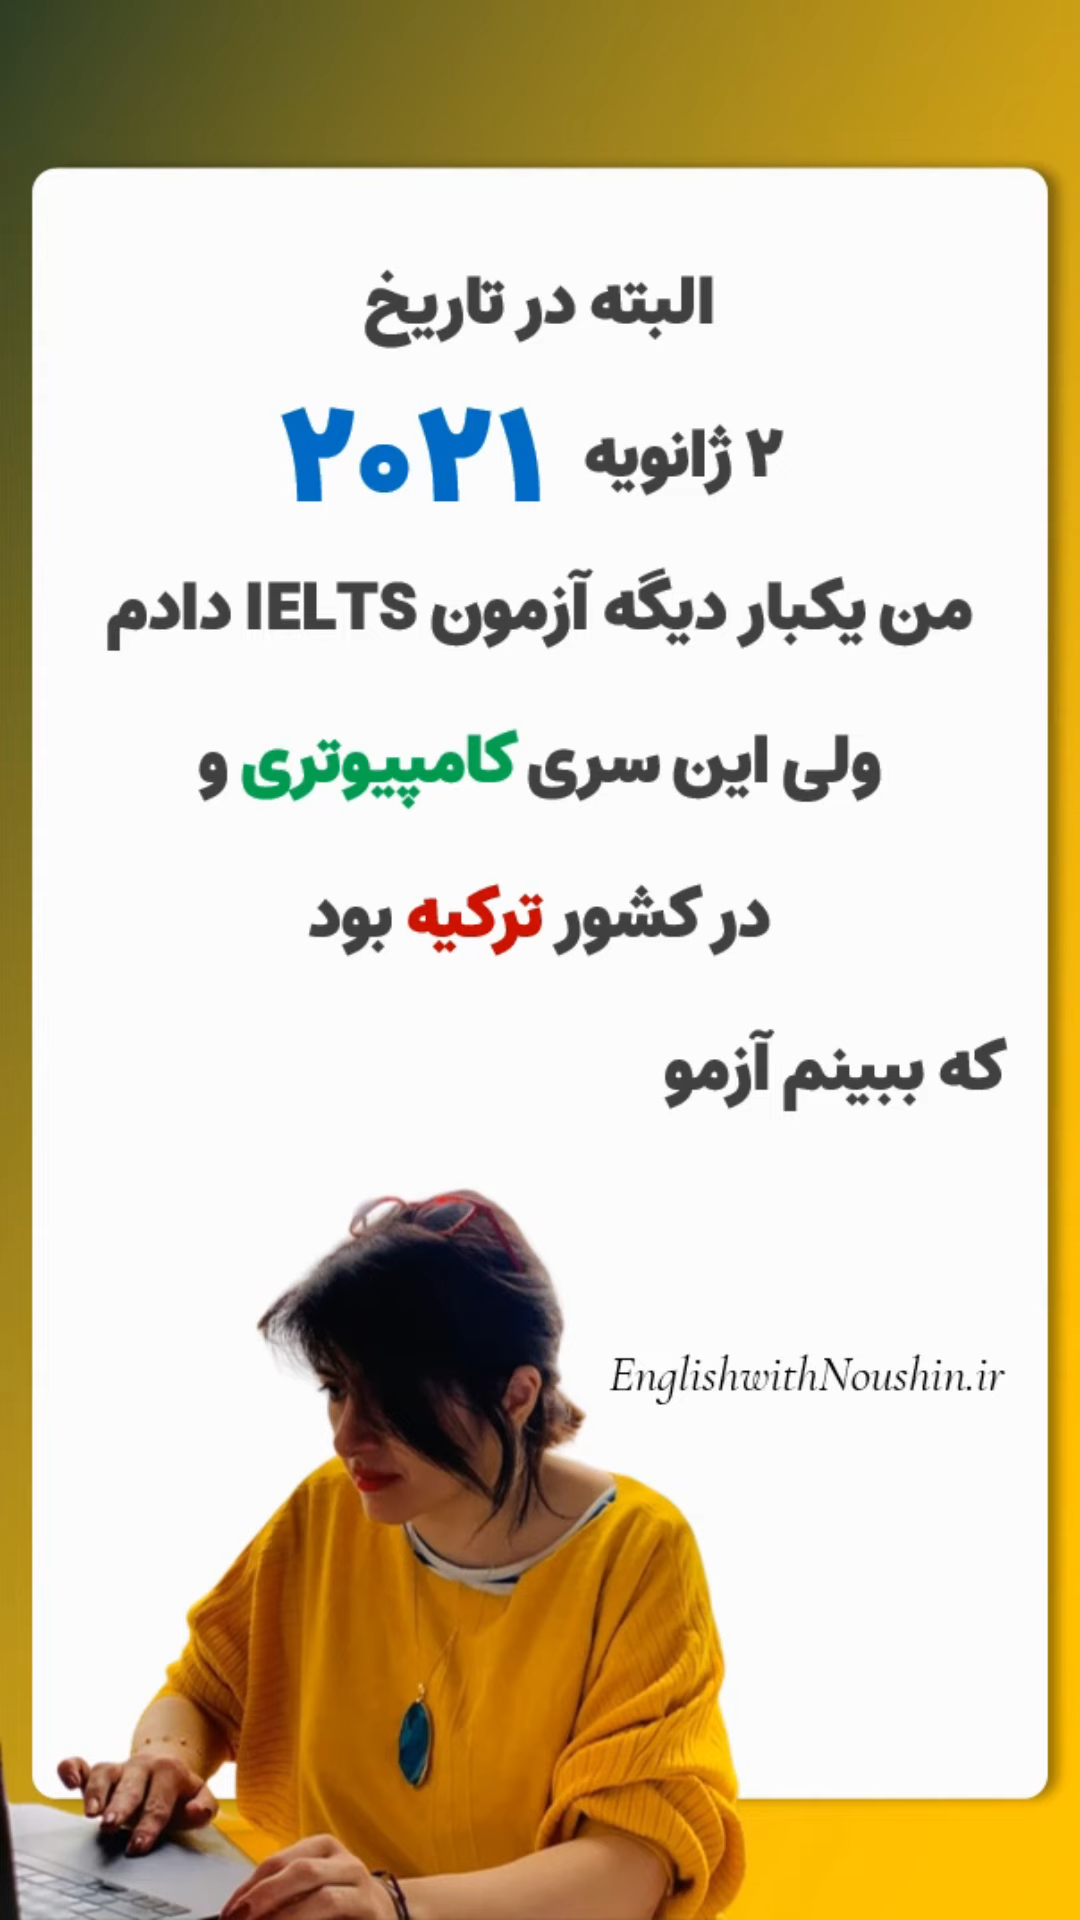 البته در تاریخ
۲ ژانویه ۲۰۲۱
من یکبار دیگه آزمون IELTS دادم
ولی این سری کامپیوتری و
در کشور ترکیه بود
که ببینم آزمو
EnglishwithNoushin.ir